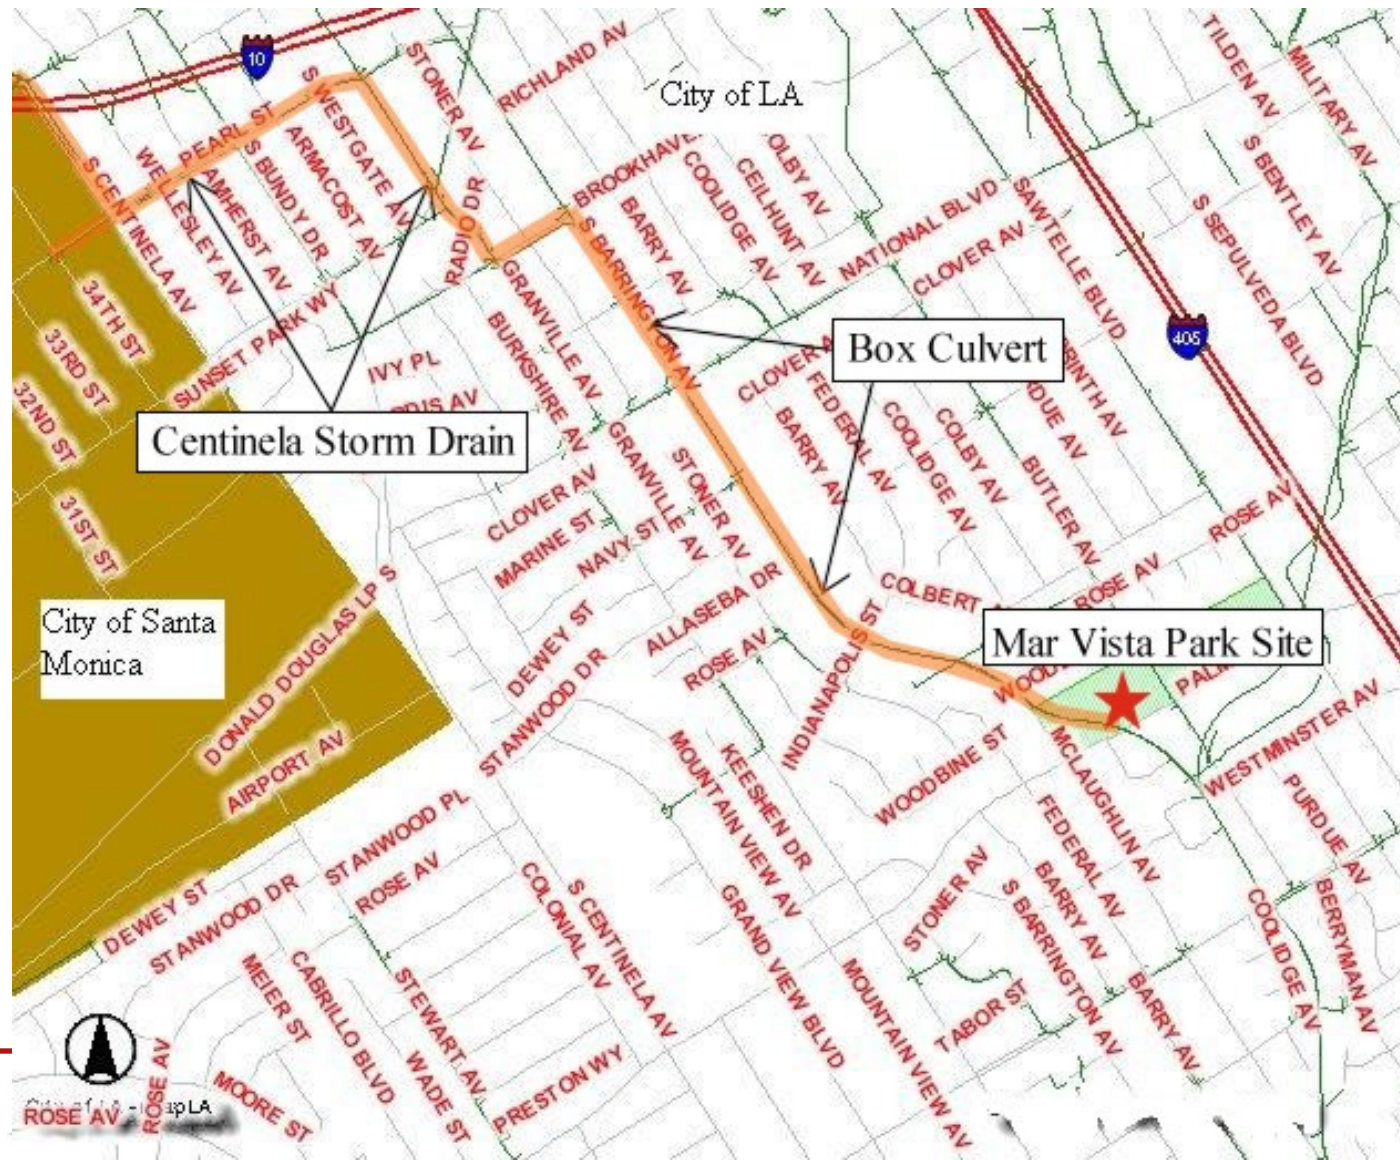 10
STONER AV
RICHLAND AV
City of LA
TILDEN AV
MILITARY AV
S WESTGATE AV
PEARL ST
S BUNDY DR
ARMACOST AV
WELLESLEY AV
AMHERST AV
S CENTINELA AV
RADIO DR
COOLIDGE AV
CEILHUNT AV
OLBY AV
BARRY AV
S BARRINGTON AV
NATIONAL BLVD
SAWTELLE BLVD
CLOVER AV
S BENTLEY AV
S SEPULVEDA BLVD
34TH ST
33RD ST
32ND ST
31ST ST
SUNSET PARK WY
GRANVILLE AV
BURKSHIRE AV
IVY PL
405
Box Culvert
Centinela Storm Drain
FEDERAL AV
BARRY AV
COOLIDGE AV
COLBY AV
BUTLER AV
GRANVILLE AV
STONER AV
CLOVER AV
MARINE ST
NAVY ST
ROSE AV
ROSE AV
COLBERT
ALLASEBA DR
DEWEY ST
STANWOOD DR
ROSE AV
INDIANAPOLIS ST
City of Santa
Monica
DONALD DOUGLAS LP S
AIRPORT AV
Mar Vista Park Site
WESTMINSTER AV
WOODBINE ST
MCLAUGHLIN AV
KEESHEN DR
MOUNTAIN VIEW AV
STANWOOD PL
ROSE AV
DEWEY ST
STANWOOD DR
COLONIAL AV
S CENTINELA AV
GRAND VIEW BLVD
STONER AV
FEDERAL AV
BARRY AV
S BARRINGTON AV
PURDUE AV
BERRYMAN AV
COOLIDGE AV
MEIER ST
CABRILLO BLVD
STEWART AV
WADE ST
MOUNTAIN VIEW AV
TABOR ST
BARRY AV
PRESTON WY
MOORE ST
ROSE AV
ROSE AV